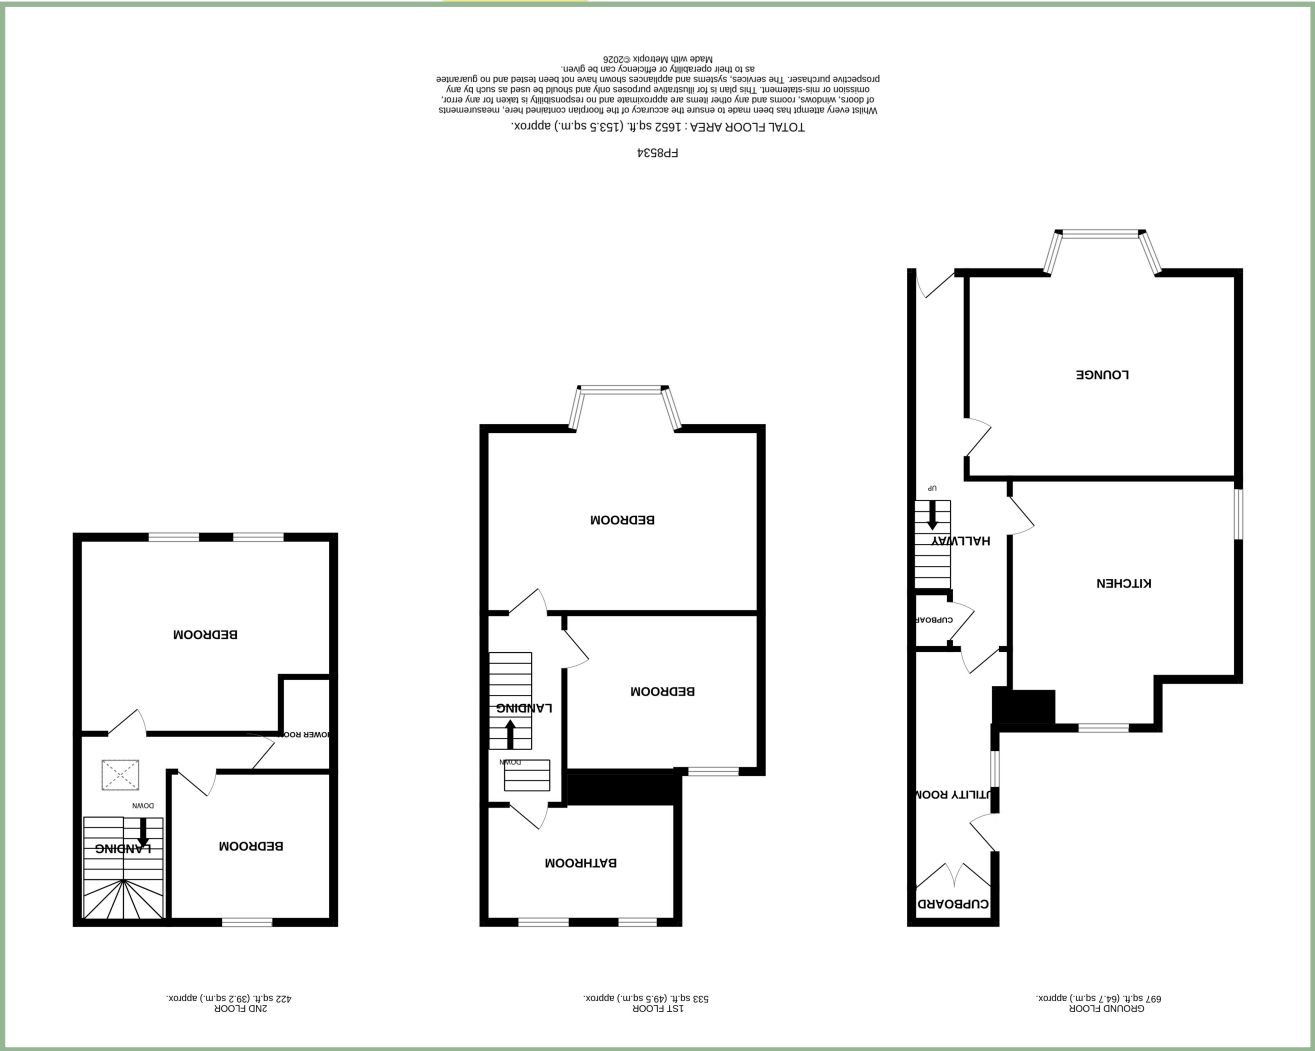 GROUND FLOOR
697 sq.ft. (64.7 sq.m.) approx.
1ST FLOOR
533 sq.ft. (49.5 sq.m.) approx.
2ND FLOOR
422 sq.ft. (39.2 sq.m.) approx.
CUPBOARD
UTILITY ROOM
CUPBOARD
HALLWAY
UP
KITCHEN
LOUNGE
BATHROOM
DOWN
LANDING
BEDROOM
BEDROOM
LANDING
DOWN
BEDROOM
SHOWER ROOM
BEDROOM
FP8534
TOTAL FLOOR AREA : 1652 sq.ft. (153.5 sq.m.) approx.
Whilst every attempt has been made to ensure the accuracy of the floorplan contained here, measurements
of doors, windows, rooms and any other items are approximate and no responsibility is taken for any error,
omission or mis-statement. This plan is for illustrative purposes only and should be used as such by any
prospective purchaser. The services, systems and appliances shown have not been tested and no guarantee
as to their operability or efficiency can be given.
Made with Metropix ©2026